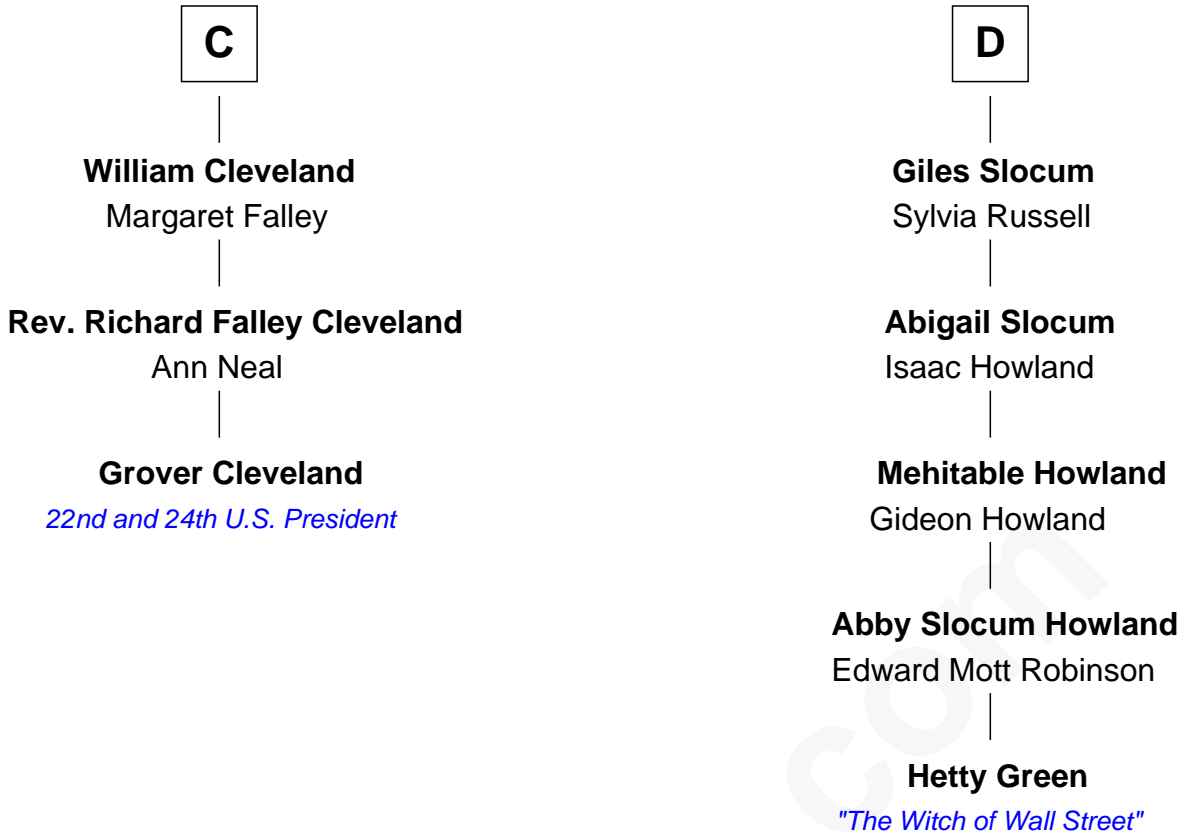 C
William Cleveland
Margaret Falley
Rev. Richard Falley Cleveland
Ann Neal
Grover Cleveland
22nd and 24th U.S. President
D
Giles Slocum
Sylvia Russell
Abigail Slocum
Isaac Howland
Mehitable Howland
Gideon Howland
Abby Slocum Howland
Edward Mott Robinson
Hetty Green
"The Witch of Wall Street"
com